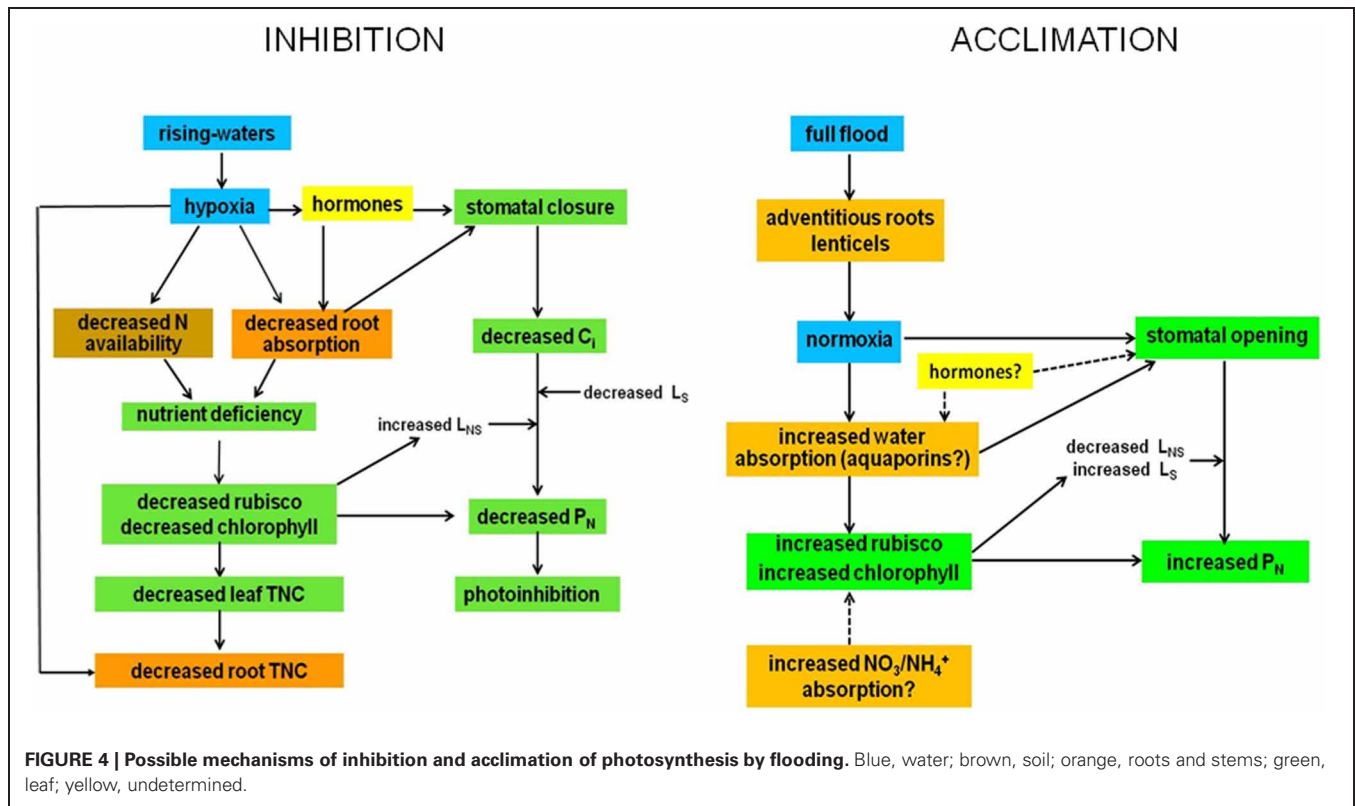 INHIBITION
rising-waters
hypoxia
hormones
stomatal closure
decreased N
availability
decreased root
absorption
decreased Ci
decreased LS
nutrient deficiency
increased LNS
decreased rubisco
decreased chlorophyll
decreased PN
decreased leaf TNC
photoinhibition
decreased root TNC
ACCLIMATION
full flood
adventitious roots
lenticels
normoxia
stomatal opening
hormones?
increased water
absorption (aquaporins?)
decreased LNS
increased LS
increased rubisco
increased chlorophyll
increased PN
increased NO3/NH4+
absorption?
FIGURE 4 | Possible mechanisms of inhibition and acclimation of photosynthesis by flooding. Blue, water; brown, soil; orange, roots and stems; green,
leaf; yellow, undetermined.